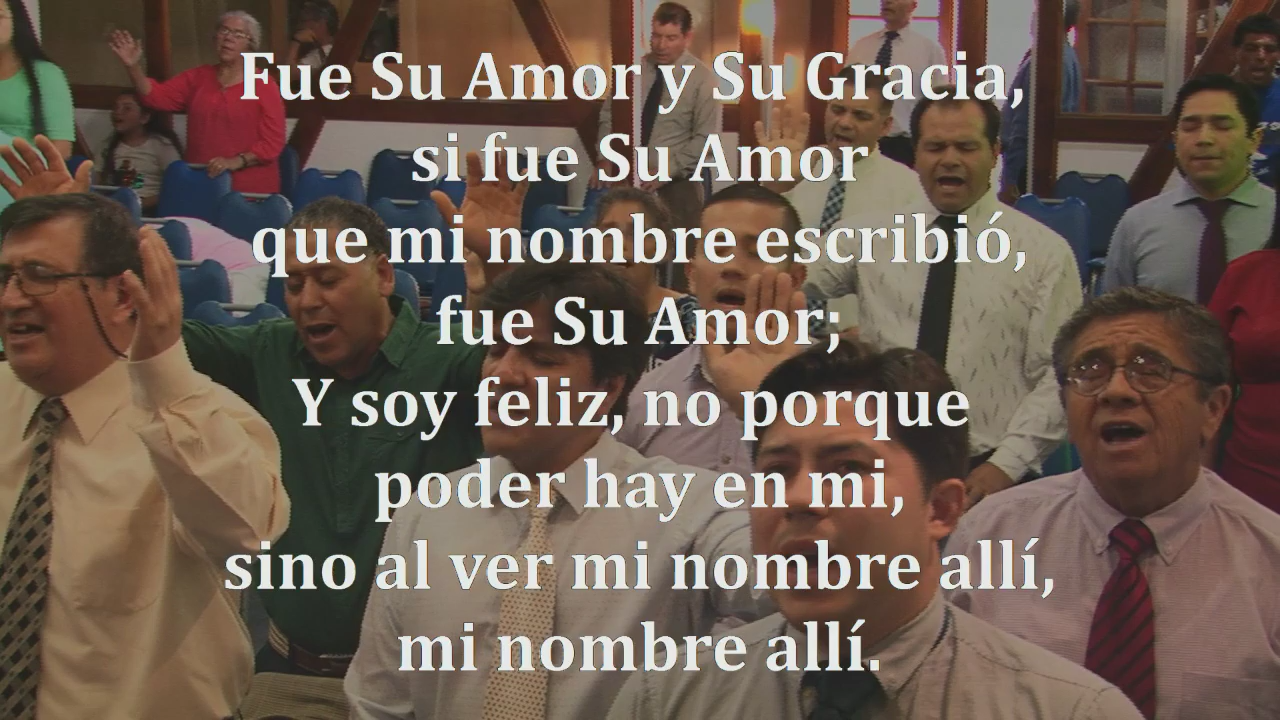 Fue Su Amor y Su Gracia,
si fue Su Amor
que mi nombre escribió,
fue Su Amor;
Y soy feliz, no porque
poder hay en mi,
sino al ver mi nombre allí,
mi nombre allí.